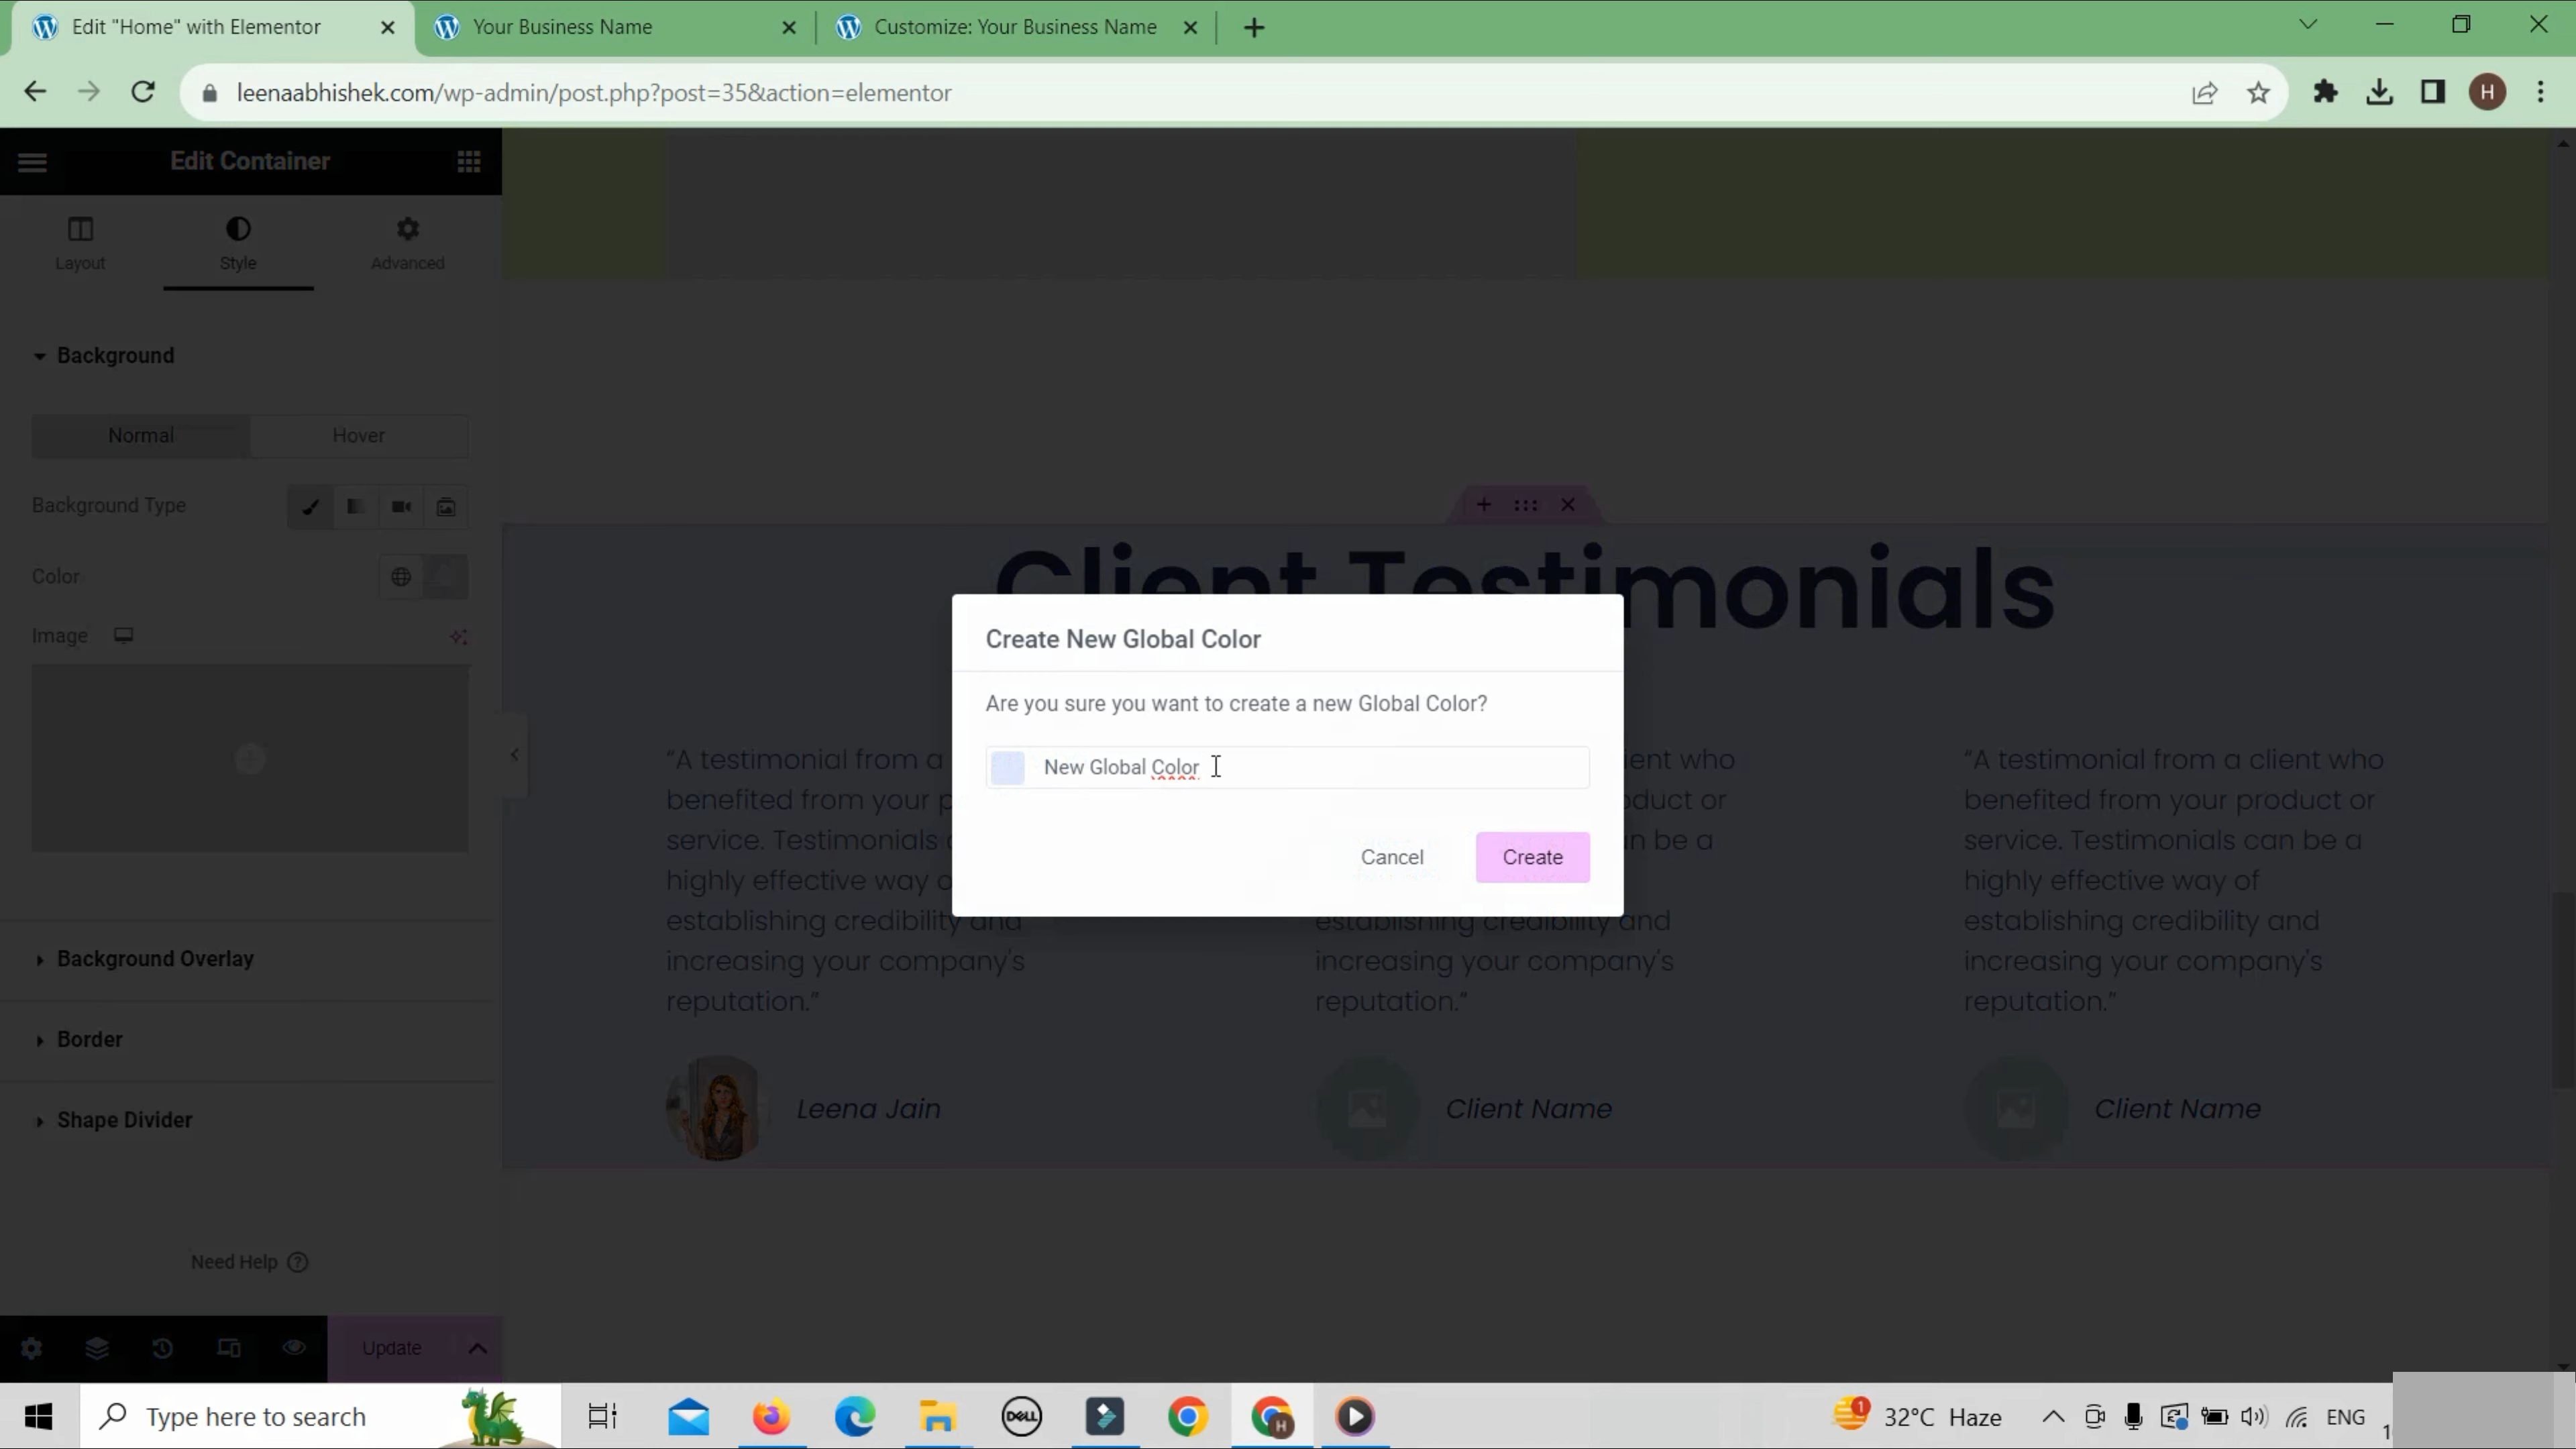 Edit "Home" with Elementor
Your Business Name
Customize: Your Business Name
leenaabhishek.com/wp-admin/post.php?post=35&action=elementor
H
Edit Container
Layout
Style
Advanced
Background
Normal
Hover
Background Type
Color
Image
Background Overlay
Border
Shape Divider
Need Help
Update
Client Testimonials
Create New Global Color
Are you sure you want to create a new Global Color?
New Global Color
Cancel
Create
“A testimonial from a
benefited from your p
service. Testimonials
highly effective way o
establishing credibility and
increasing your company's
reputation.”
Leena Jain
ient who
oduct or
n be a
establishing credibility and
increasing your company's
reputation.”
Client Name
“A testimonial from a client who
benefited from your product or
service. Testimonials can be a
highly effective way of
establishing credibility and
increasing your company's
reputation.”
Client Name
Type here to search
DELL
H
1
32°C Haze
ENG
1